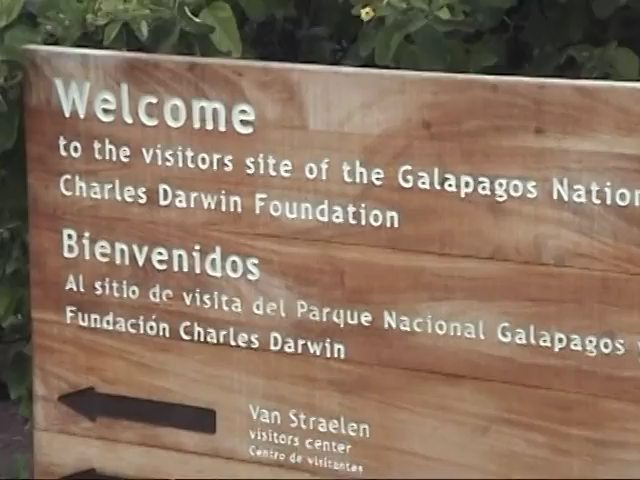 Welcome
to the visitors site of the Galapagos Nation
Charles Darwin Foundation
Bienvenidos
Al sitio de visita del Parque Nacional Galapagos
Fundación Charles Darwin
Van Straelen
visitors center
Centro de visitantes